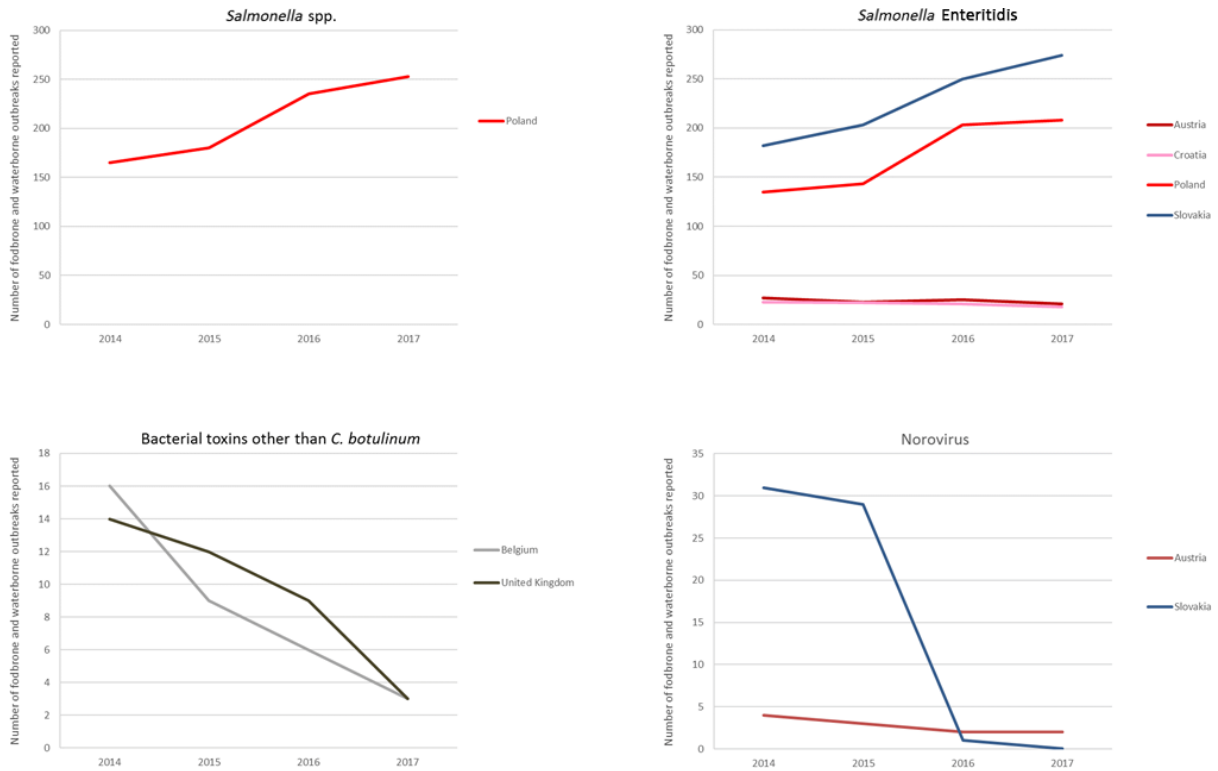 Salmonella spp.
Number of fodbrone and waterborne outbreaks reported
300
250
200
150
100
50
0
2014 2015 2016 2017
Poland
Salmonella Enteritidis
Number of fodbrone and waterborne outbreaks reported
300
250
200
150
100
50
0
2014 2015 2016 2017
Austria
Croatia
Poland
Slovakia
Bacterial toxins other than C. botulinum
Number of fodbrone and waterborne outbreaks reported
18
16
14
12
10
8
6
4
2
0
2014 2015 2016 2017
Belgium
United Kingdom
Norovirus
Number of fodbrone and waterborne outbreaks reported
35
30
25
20
15
10
5
0
2014 2015 2016 2017
Austria
Slovakia